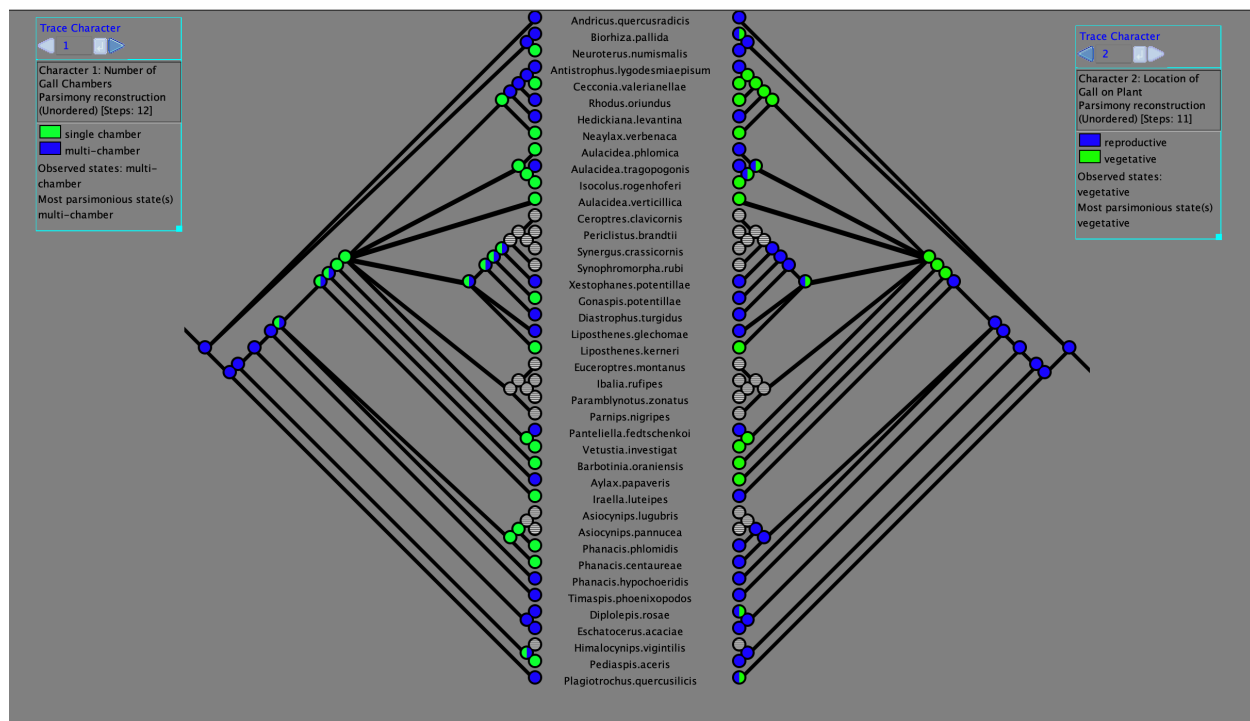 Trace Character
1
Character 1: Number of
Gall Chambers
Parsimony reconstruction
(Unordered) [Steps: 12]
single chamber
multi-chamber
Observed states: multi-
chamber
Most parsimonious state(s)
multi-chamber
Andricus.quercusradicis
Biorhiza.pallida
Neuroterus.numismalis
Antistrophus.lygodesmiaepisum
Cecconia.valerianellae
Rhodus.oriundus
Hedickiana.levantina
Neaylax.verbenaca
Aulacidea.phlomica
Aulacidea.tragopogonis
Isocolus.rogenhoferi
Aulacidea.verticillica
Ceroptres.clavicornis
Periclistus.brandtii
Synergus.crassicornis
Synophromorpha.rubi
Xestophanes.potentillae
Gonaspis.potentillae
Diastrophus.turgidus
Liposthenes.glechomae
Liposthenes.kerneri
Euceroptres.montanus
Ibalia.rufipes
Paramblynotus.zonatus
Parnips.nigripes
Panteliella.fedtschenkoi
Vetustia.investigat
Barbotinia.oraniensis
Aylax.papaveris
Iraella.luteipes
Asiocynips.lugubris
Asiocynips.pannucea
Phanacis.phlomidis
Phanacis.centaureae
Phanacis.hypochoeridis
Timaspis.phoenixopodos
Diplolepis.rosae
Eschatocerus.acaciae
Himalocynips.vigintilis
Pediaspis.aceris
Plagiotrochus.quercusilicis
Trace Character
2
Character 2: Location of
Gall on Plant
Parsimony reconstruction
(Unordered) [Steps: 11]
reproductive
vegetative
Observed states:
vegetative
Most parsimonious state(s)
vegetative